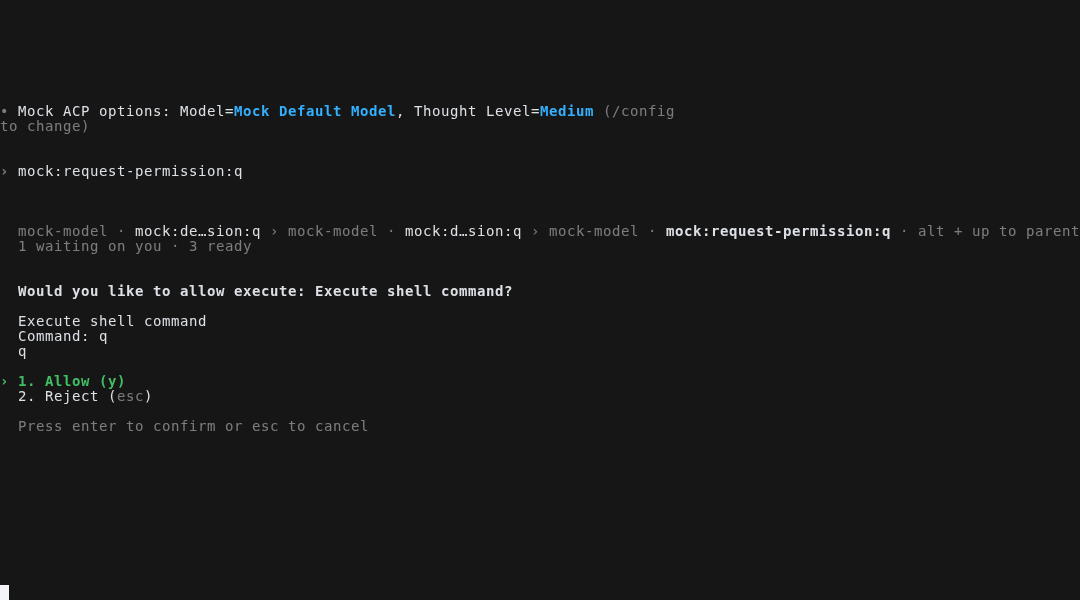 • Mock ACP options: Model=Mock Default Model, Thought Level=Medium (/config
to change)
› mock:request-permission:q
mock-model · mock:de…sion:q › mock-model · mock:d…sion:q › mock-model · mock:request-permission:q · alt + up to parent
1 waiting on you · 3 ready
Would you like to allow execute: Execute shell command?
Execute shell command
Command: q
q
› 1. Allow (y)
2. Reject (esc)
Press enter to confirm or esc to cancel